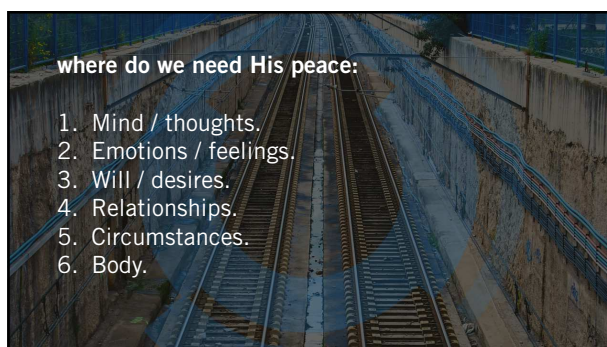 where do we need His peace:
1. Mind / thoughts.
2. Emotions / feelings.
3. Will / desires.
4. Relationships.
5. Circumstances.
6. Body.